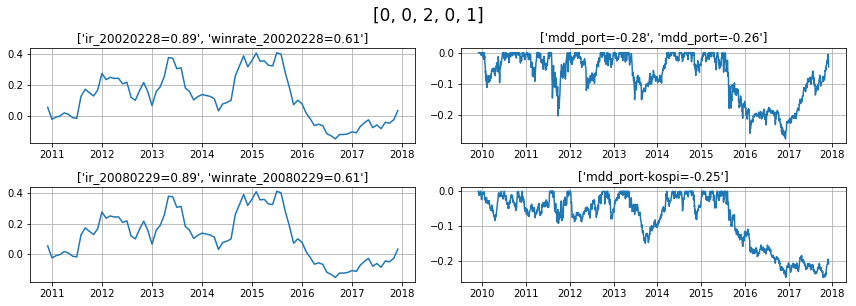 [0, 0, 2, 0, 1]
['ir_20020228=0.89', 'winrate_20020228=0.61']
0.4
0.2
0.0
2011 2012 2013 2014 2015 2016 2017 2018
['mdd_port=-0.28', 'mdd_port=-0.26']
0.0
−0.1
−0.2
2010 2011 2012 2013 2014 2015 2016 2017 2018
['ir_20080229=0.89', 'winrate_20080229=0.61']
0.4
0.2
0.0
2011 2012 2013 2014 2015 2016 2017 2018
['mdd_port-kospi=-0.25']
0.0
−0.1
−0.2
2010 2011 2012 2013 2014 2015 2016 2017 2018